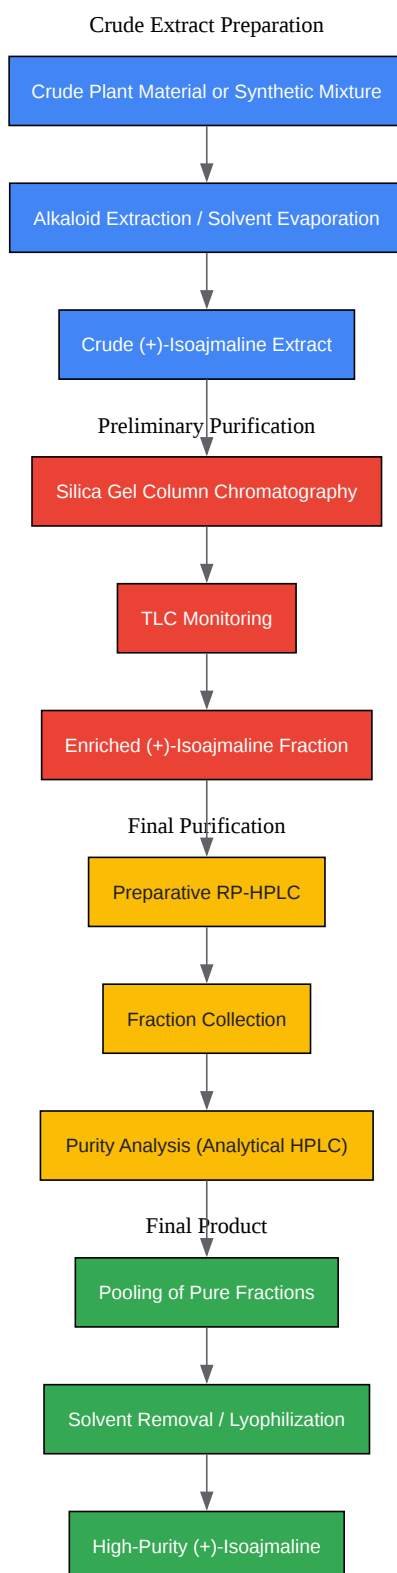 Crude Extract Preparation
Crude Plant Material or Synthetic Mixture
Alkaloid Extraction / Solvent Evaporation
Crude (+)-Isoajmaline Extract
Preliminary Purification
Silica Gel Column Chromatography
TLC Monitoring
Enriched (+)-Isoajmaline Fraction
Final Purification
Preparative RP-HPLC
Fraction Collection
Purity Analysis (Analytical HPLC)
Final Product
Pooling of Pure Fractions
Solvent Removal / Lyophilization
High-Purity (+)-Isoajmaline